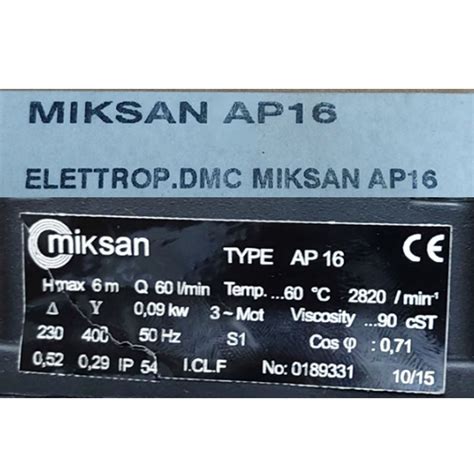 MIKSAN AP16
ELETTROP.DMC MIKSAN AP16
miksan TYPE AP 16 CE
Hmax 6 m Q 60 l/min Temp. ...60 °C 2820 / min⁻¹
Δ Y 0,09 kw 3 ~ Mot Viscosity ...90 cST
230 400 50 Hz S1 Cos φ : 0,71
0,52 0,29 IP 54 I.CL.F No: 0189331 10/15